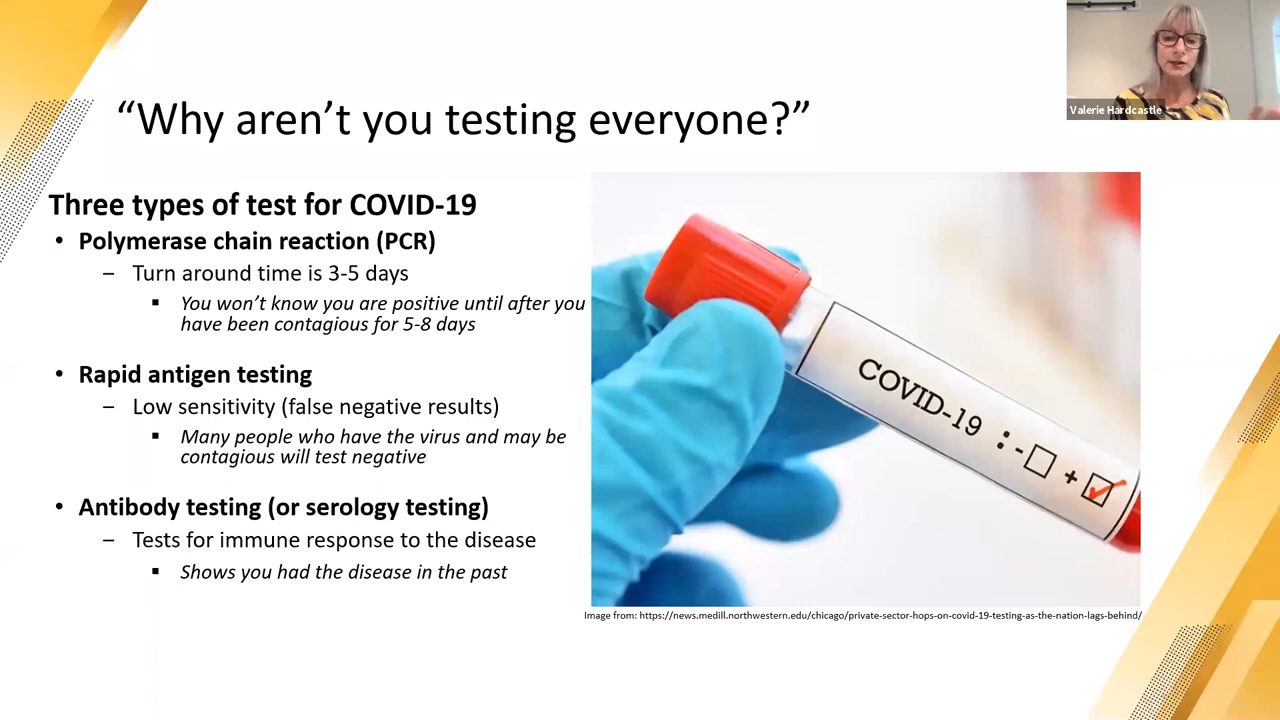 Valerie Hardcastle
“Why aren’t you testing everyone?”
Three types of test for COVID-19
• Polymerase chain reaction (PCR)
– Turn around time is 3-5 days
▪ You won’t know you are positive until after you
have been contagious for 5-8 days
• Rapid antigen testing
– Low sensitivity (false negative results)
▪ Many people who have the virus and may be
contagious will test negative
• Antibody testing (or serology testing)
– Tests for immune response to the disease
▪ Shows you had the disease in the past
COVID-19 : - +
Image from: https://news.medill.northwestern.edu/chicago/private-sector-hops-on-covid-19-testing-as-the-nation-lags-behind/